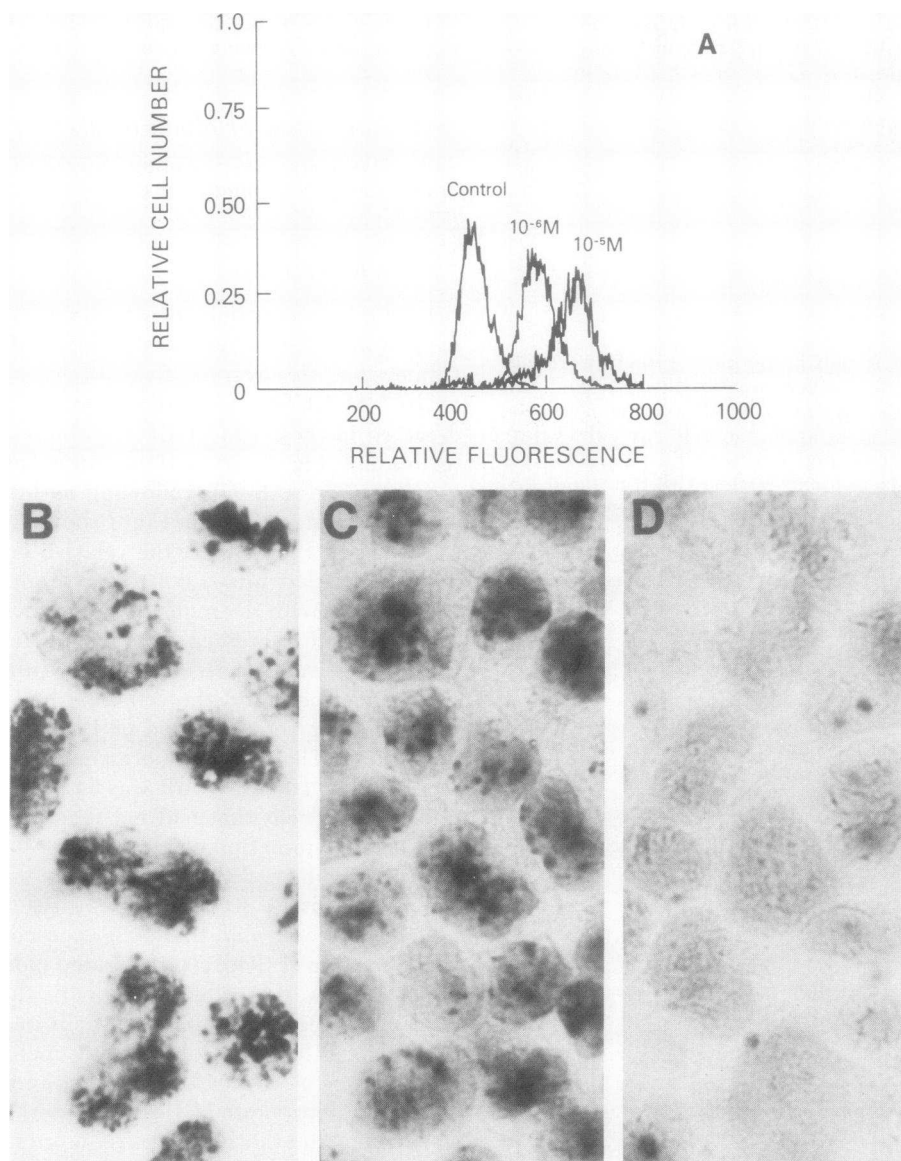 A
1.0
0.75
0.50
0.25
0
RELATIVE CELL NUMBER
Control
10⁻⁶M
10⁻⁵M
200 400 600 800 1000
RELATIVE FLUORESCENCE
B C D